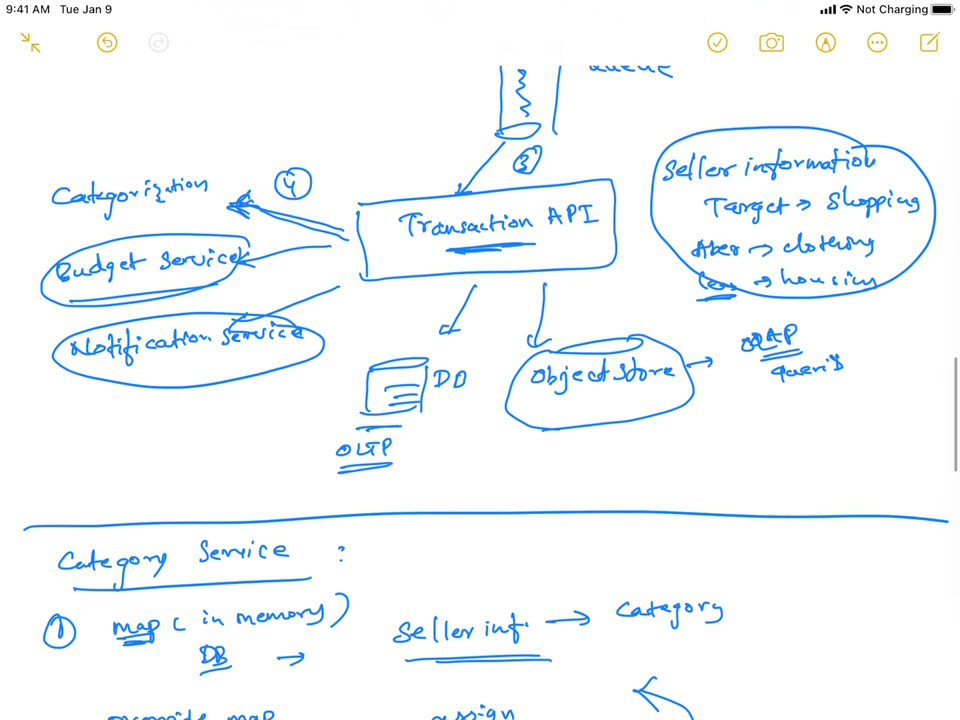 9:41 AM Tue Jan 9
Not Charging
Queue
3
4
Categorization
Transaction API
Budget Service
Notification Service
Seller information
Target → Shopping
→ clothing
→ housing
DB
OLTP
Object Store →
OLAP
queries
Category Service :
1 map ( in memory )
DB →
Seller inf. → Category
map
assign